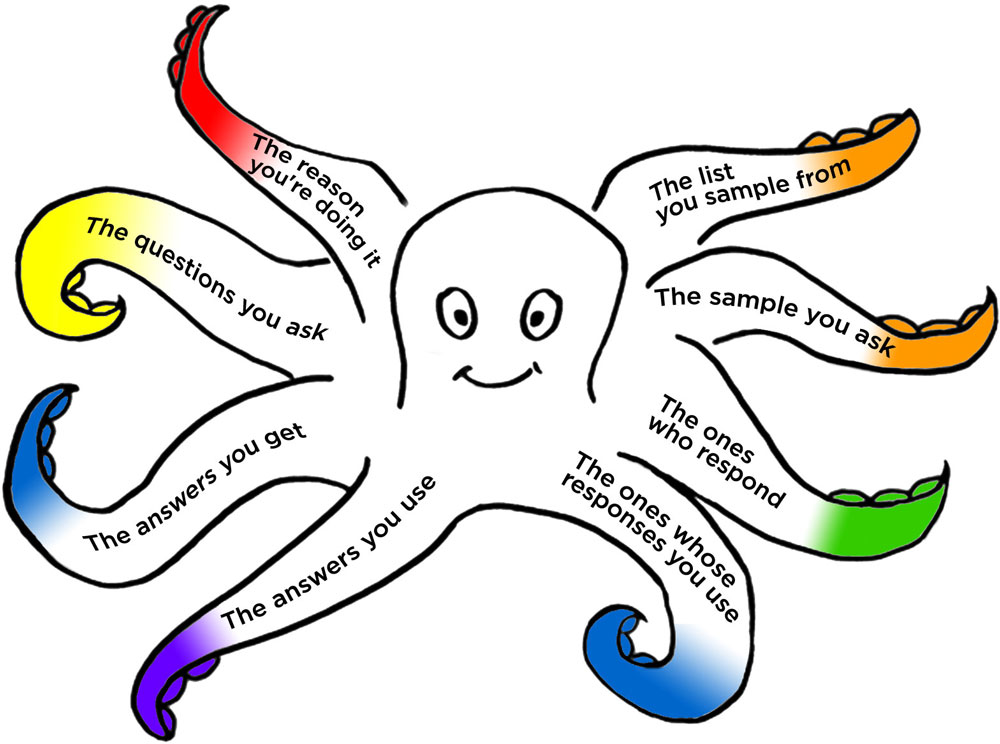 The reason
you're doing it
The list
you sample from
The questions you ask
The sample you ask
The answers you get
The ones
who respond
The answers you use
The ones whose
responses you use